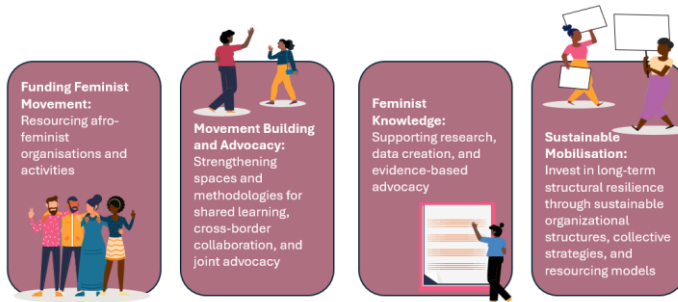 Funding Feminist
Movement:
Resourcing afro-
feminist
organisations and
activities
Movement Building
and Advocacy:
Strengthening
spaces and
methodologies for
shared learning,
cross-border
collaboration, and
joint advocacy
Feminist
Knowledge:
Supporting research,
data creation, and
evidence-based
advocacy
Sustainable
Mobilisation:
Invest in long-term
structural resilience
through sustainable
organizational
structures, collective
strategies, and
resourcing models